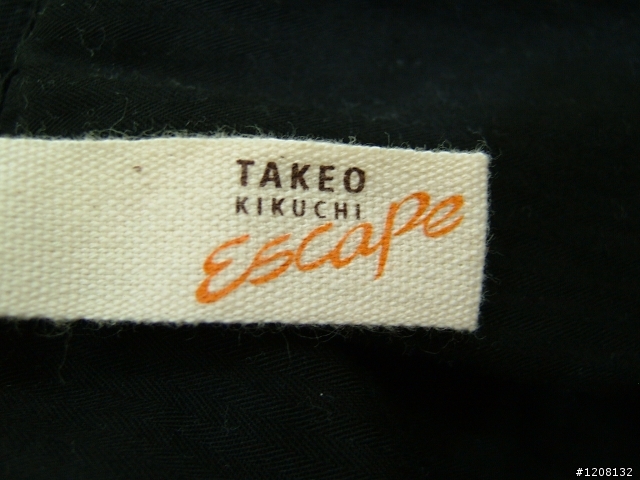 TAKEO
KIKUCHI
Escape
#1208132